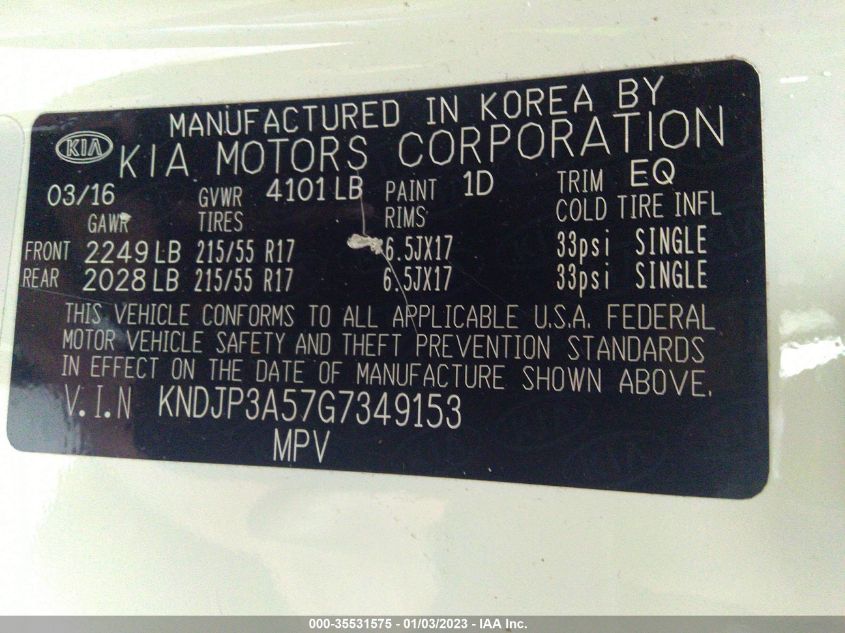 MANUFACTURED IN KOREA BY
KIA KIA MOTORS CORPORATION
03/16 GVWR 4101 LB PAINT 1D TRIM EQ
GAWR TIRES RIMS COLD TIRE INFL
FRONT 2249 LB 215/55 R17 6.5JX17 33psi SINGLE
REAR 2028 LB 215/55 R17 6.5JX17 33psi SINGLE
THIS VEHICLE CONFORMS TO ALL APPLICABLE U.S.A. FEDERAL
MOTOR VEHICLE SAFETY AND THEFT PREVENTION STANDARDS
IN EFFECT ON THE DATE OF MANUFACTURE SHOWN ABOVE.
V.I.N KNDJP3A57G7349153
MPV
000-35531575 - 01/03/2023 - IAA Inc.